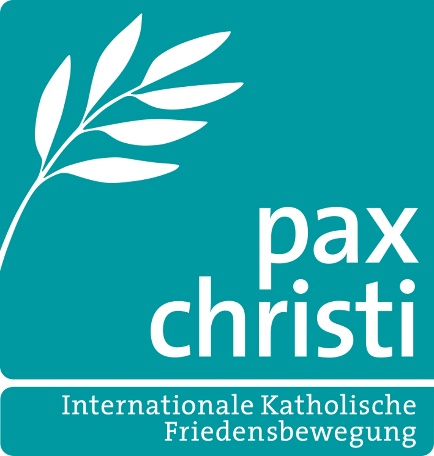 pax
christi
Internationale Katholische
Friedensbewegung